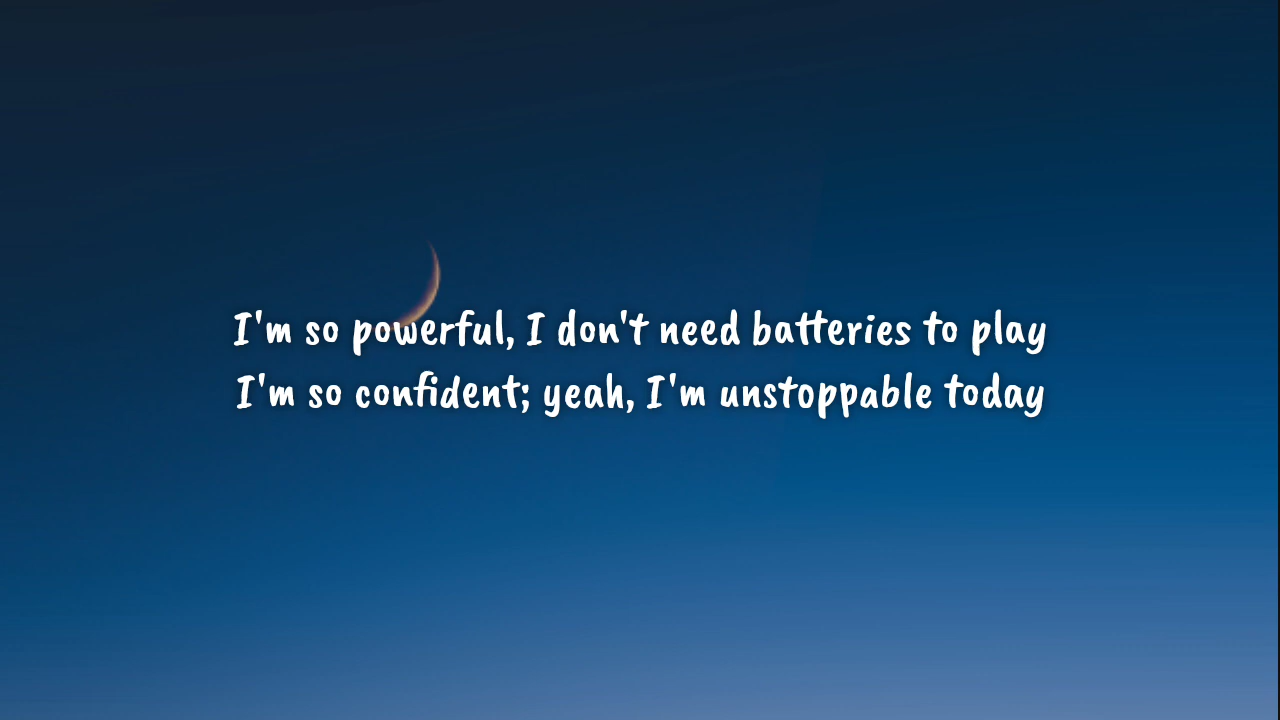 I'm so powerful, I don't need batteries to play
I'm so confident; yeah, I'm unstoppable today